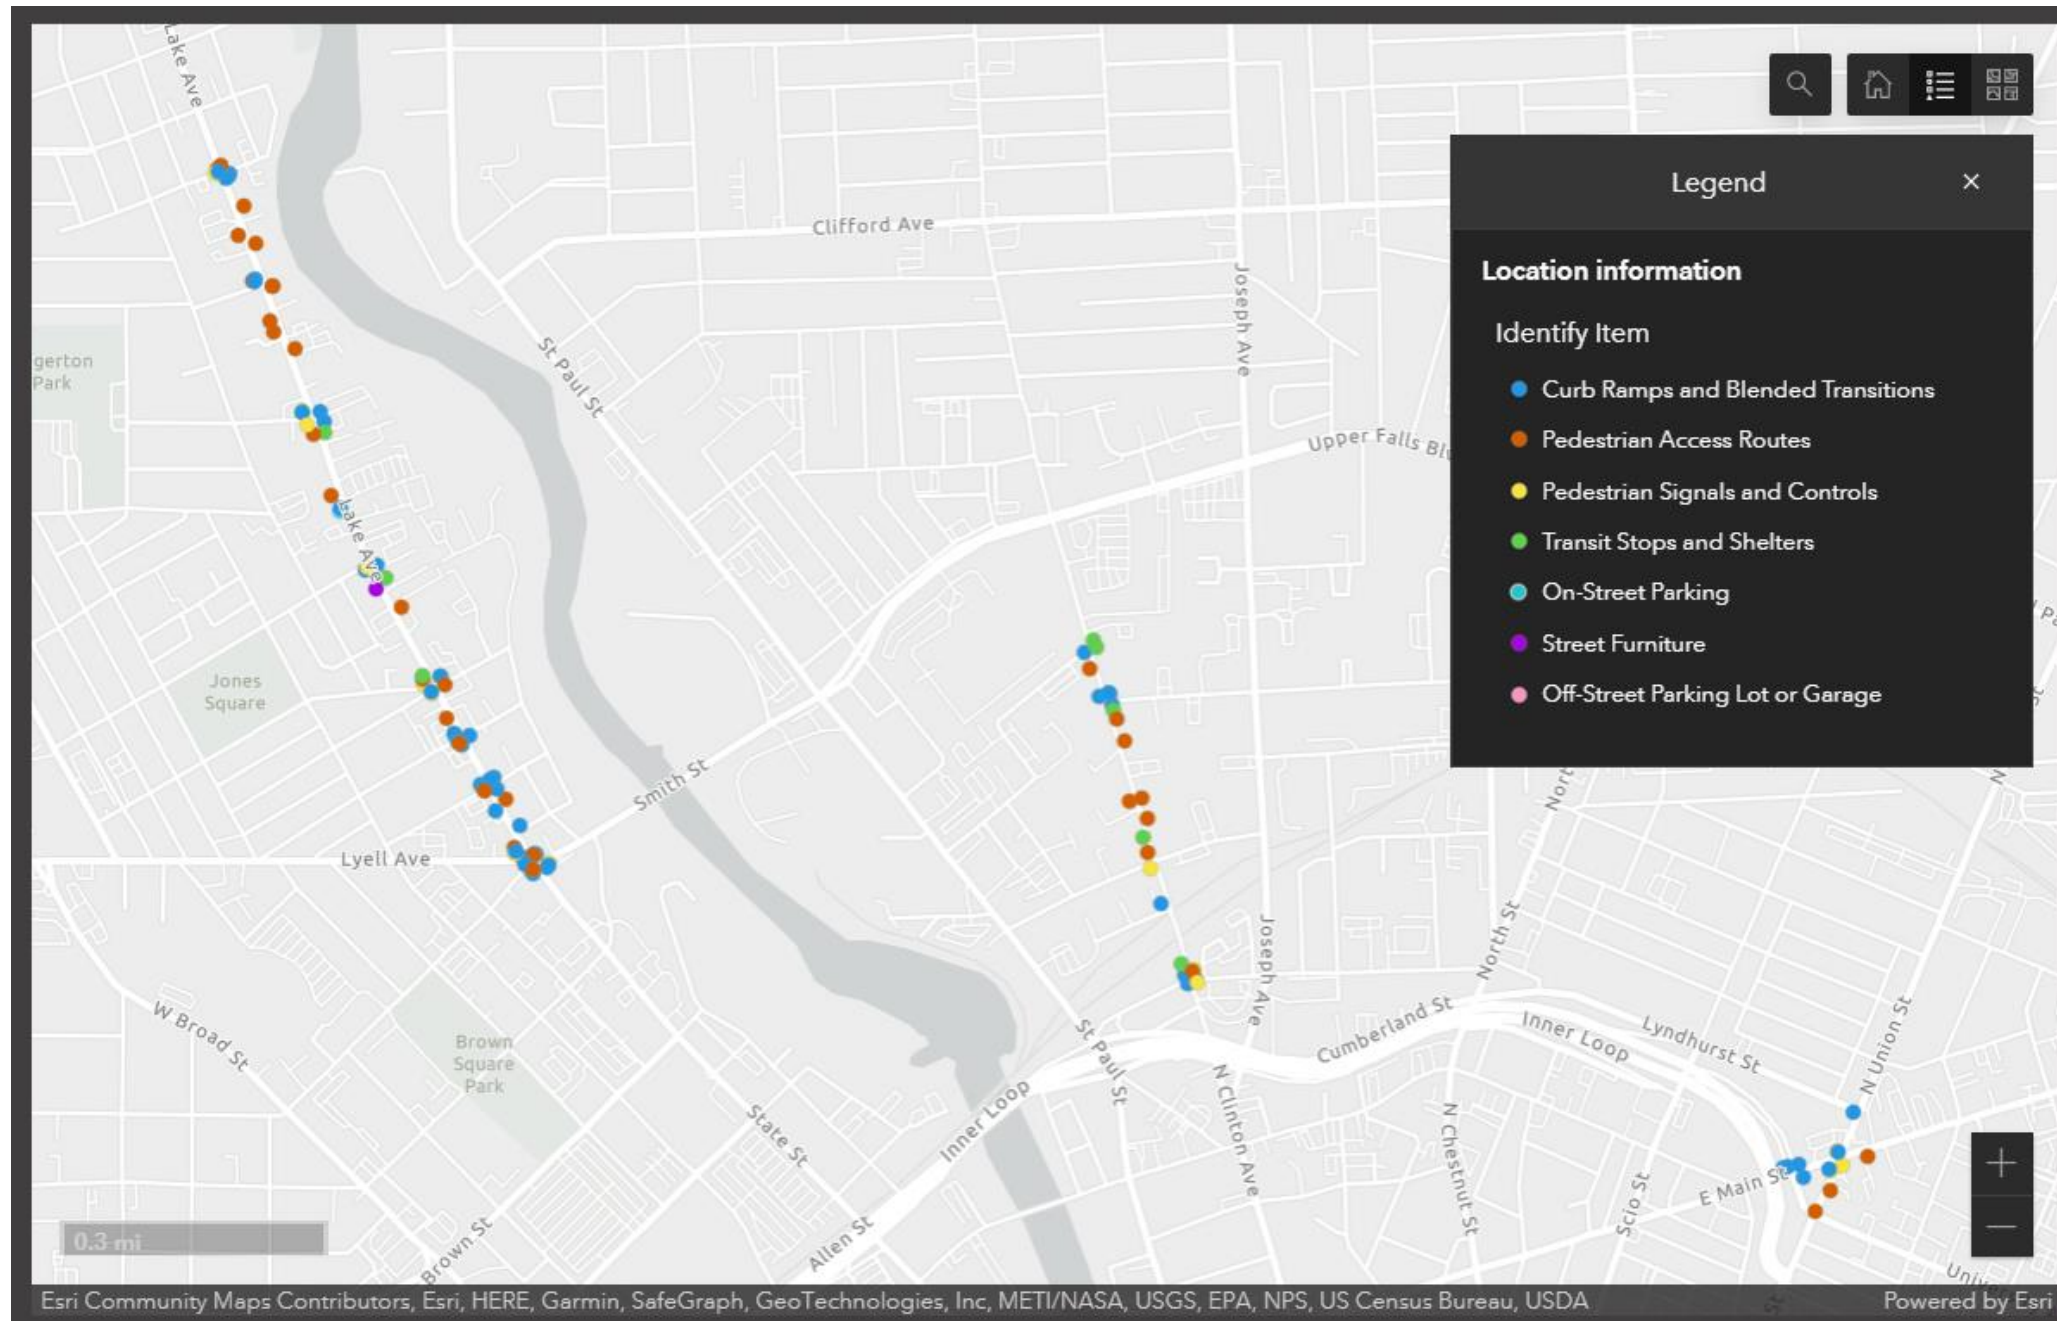 Lake Ave
Clifford Ave
Joseph Ave
gerton
Park
St Paul St
Upper Falls
Lake Ave
Jones
Square
Smith St
Lyell Ave
W Broad St
Brown
Square
Park
State St
Brown St
Allen St
Inner Loop
St Paul St
N Clinton Ave
Joseph Ave
Cumberland St
North St
Inner Loop
Lyndhurst St
N Union St
N Chestnut St
Scio St
E Main St
Legend
×
Location information
Identify Item
Curb Ramps and Blended Transitions
Pedestrian Access Routes
Pedestrian Signals and Controls
Transit Stops and Shelters
On-Street Parking
Street Furniture
Off-Street Parking Lot or Garage
+
−
0.3 mi
Esri Community Maps Contributors, Esri, HERE, Garmin, SafeGraph, GeoTechnologies, Inc, METI/NASA, USGS, EPA, NPS, US Census Bureau, USDA
Powered by Esri